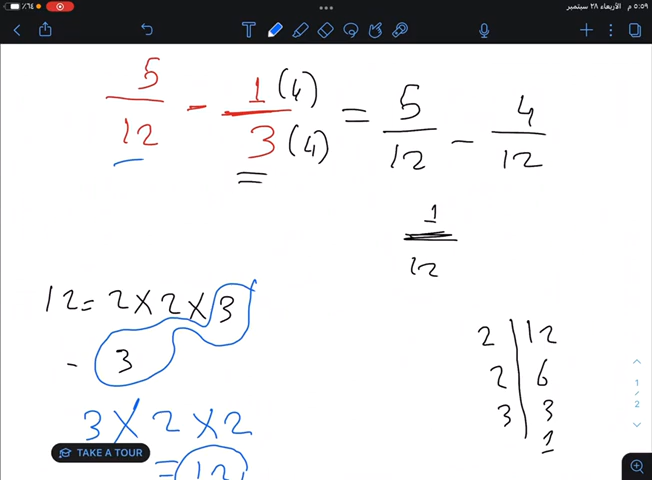 ٥:٥٩ م الأربعاء ٢٨ سبتمبر
٦٤٪
5/12 - 1(4)/3(4) = 5/12 - 4/12
1/12
12 = 2 × 2 × 3
- 3
3 × 2 × 2
= 12
2 | 12
2 | 6
3 | 3
1
TAKE A TOUR
1
/
2